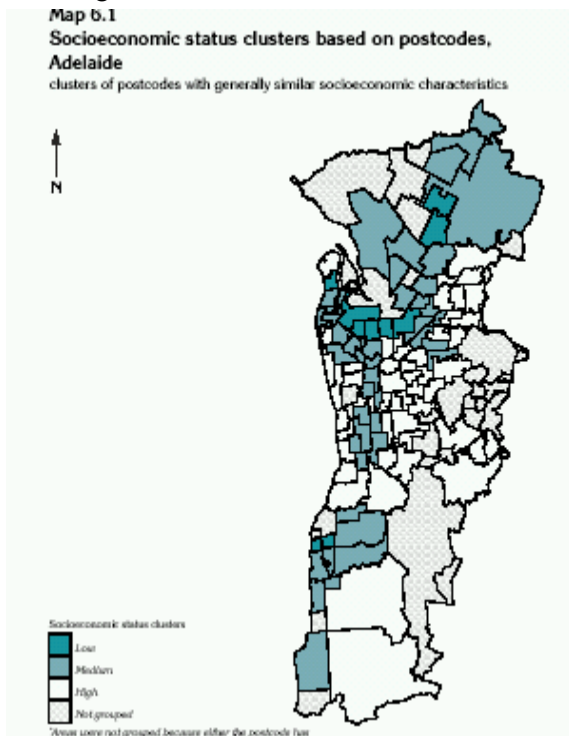 Map 6.1
Socioeconomic status clusters based on postcodes,
Adelaide
clusters of postcodes with generally similar socioeconomic characteristics
N
Socioeconomic status clusters
Low
Medium
High
Not grouped
*Areas were not grouped because either the postcode has